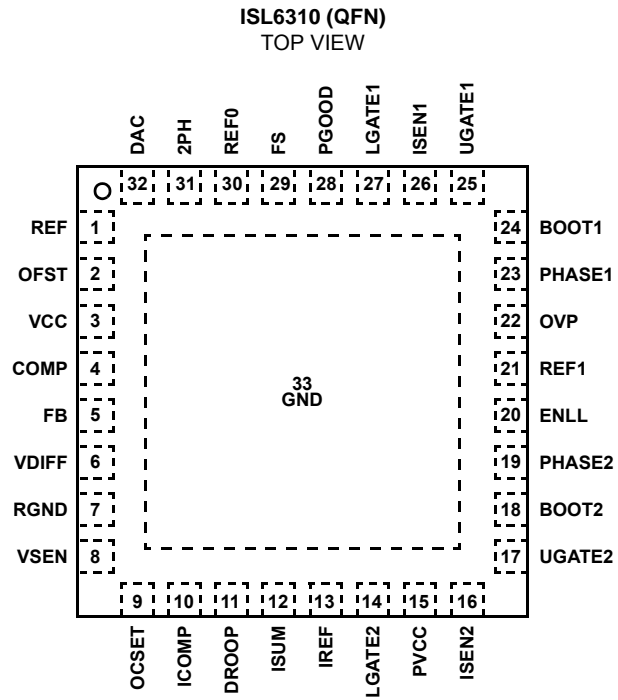 ISL6310 (QFN)
TOP VIEW
DAC
2PH
REF0
FS
PGOOD
LGATE1
ISEN1
UGATE1
32
31
30
29
28
27
26
25
REF 1
OFST 2
VCC 3
COMP 4
FB 5
VDIFF 6
RGND 7
VSEN 8
24 BOOT1
23 PHASE1
22 OVP
21 REF1
20 ENLL
19 PHASE2
18 BOOT2
17 UGATE2
33
GND
9
10
11
12
13
14
15
16
OCSET
ICOMP
DROOP
ISUM
IREF
LGATE2
PVCC
ISEN2